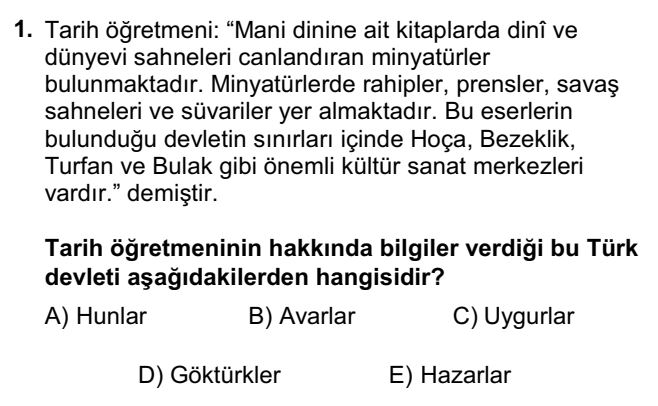 1. Tarih öğretmeni: “Mani dinine ait kitaplarda dinî ve
dünyevi sahneleri canlandıran minyatürler
bulunmaktadır. Minyatürlerde rahipler, prensler, savaş
sahneleri ve süvariler yer almaktadır. Bu eserlerin
bulunduğu devletin sınırları içinde Hoça, Bezeklik,
Turfan ve Bulak gibi önemli kültür sanat merkezleri
vardır.” demiştir.
Tarih öğretmeninin hakkında bilgiler verdiği bu Türk
devleti aşağıdakilerden hangisidir?
A) Hunlar B) Avarlar C) Uygurlar
D) Göktürkler E) Hazarlar